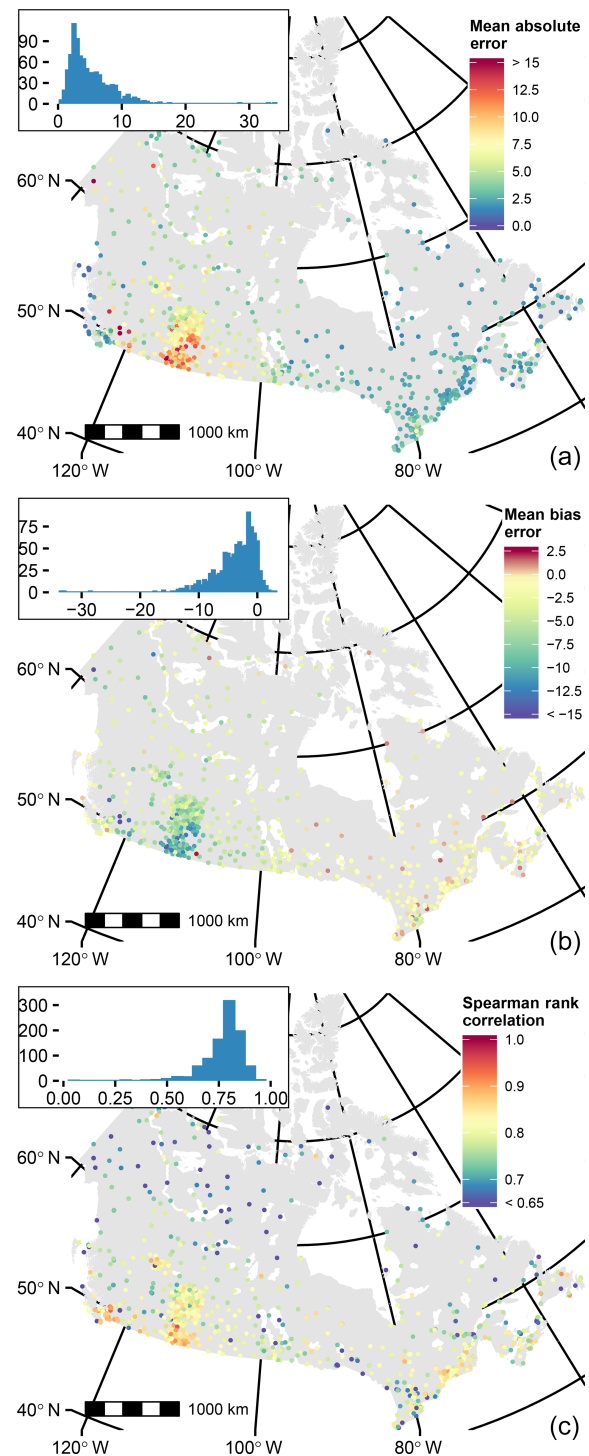 Mean absolute
error
90
60
30
0
0 10 20 30
> 15
12.5
10.0
7.5
5.0
2.5
0.0
60° N
50° N
40° N
1000 km
120° W 100° W 80° W
(a)
Mean bias
error
75
50
25
0
−30 −20 −10 0
2.5
0.0
−2.5
−5.0
−7.5
−10
−12.5
< −15
60° N
50° N
40° N
1000 km
120° W 100° W 80° W
(b)
Spearman rank
correlation
300
200
100
0
0.00 0.25 0.50 0.75 1.00
1.0
0.9
0.8
0.7
< 0.65
60° N
50° N
40° N
1000 km
120° W 100° W 80° W
(c)